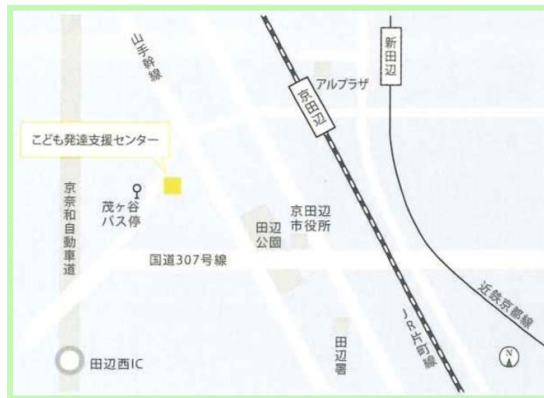 山手幹線
新田辺
アルプラザ
京田辺
こども発達支援センター
京奈和自動車道
茂ヶ谷
バス停
田辺
公園
京田辺
市役所
国道307号線
近鉄京都線
JR片町線
田辺西IC
田辺署
N